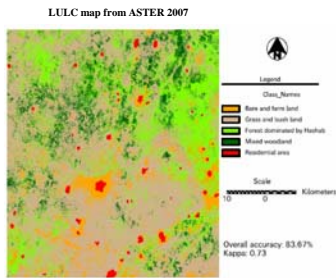 LULC map from ASTER 2007
Legend
Class_Names
Bare and farm land
Grass and bush land
Forest dominated by Hashab
Mixed woodland
Residential area
Scale
Kilometers
10 0
Overall accuracy: 83.67%
Kappa: 0.73